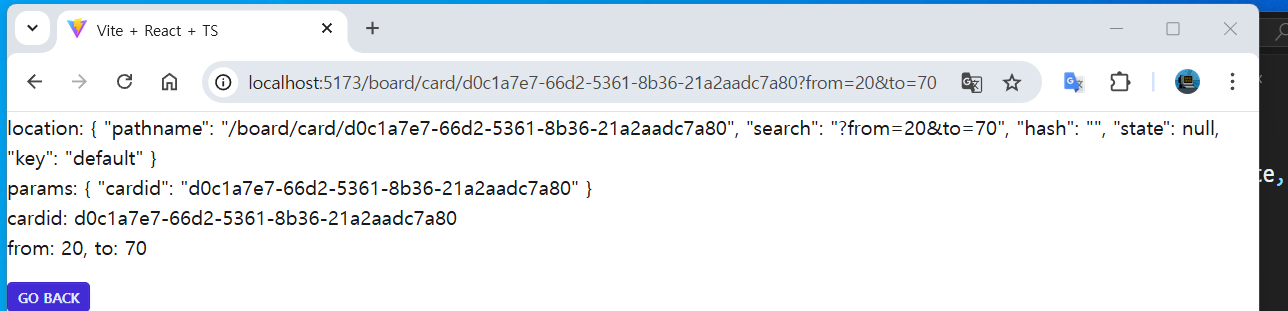 Vite + React + TS
localhost:5173/board/card/d0c1a7e7-66d2-5361-8b36-21a2aadc7a80?from=20&to=70
location: { "pathname": "/board/card/d0c1a7e7-66d2-5361-8b36-21a2aadc7a80", "search": "?from=20&to=70", "hash": "", "state": null,
"key": "default" }
params: { "cardid": "d0c1a7e7-66d2-5361-8b36-21a2aadc7a80" }
cardid: d0c1a7e7-66d2-5361-8b36-21a2aadc7a80
from: 20, to: 70
GO BACK